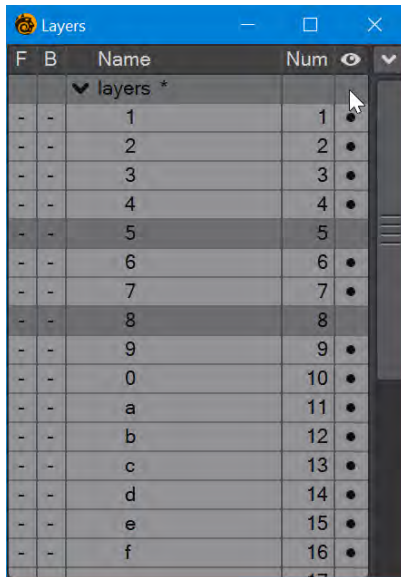 Layers
F B Name Num
layers *
- - 1 1
- - 2 2
- - 3 3
- - 4 4
- - 5 5
- - 6 6
- - 7 7
- - 8 8
- - 9 9
- - 0 10
- - a 11
- - b 12
- - c 13
- - d 14
- - e 15
- - f 16
17